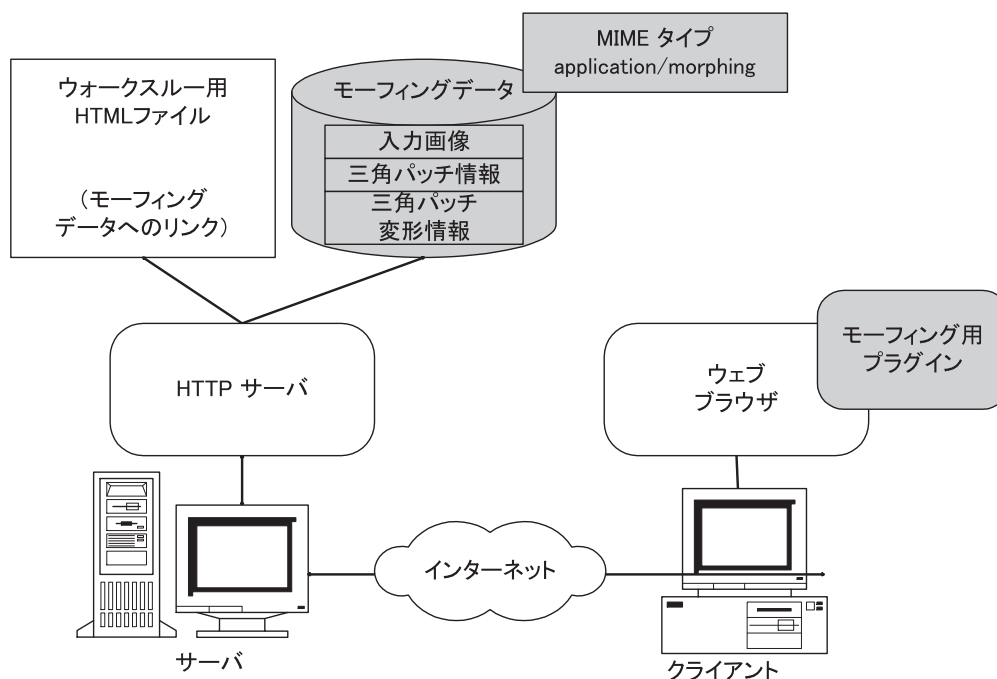 MIME タイプ
application/morphing
ウォークスルー用
HTMLファイル
(モーフィング
データへのリンク)
モーフィングデータ
入力画像
三角パッチ情報
三角パッチ
変形情報
HTTP サーバ
ウェブ
ブラウザ
モーフィング用
プラグイン
インターネット
サーバ
クライアント